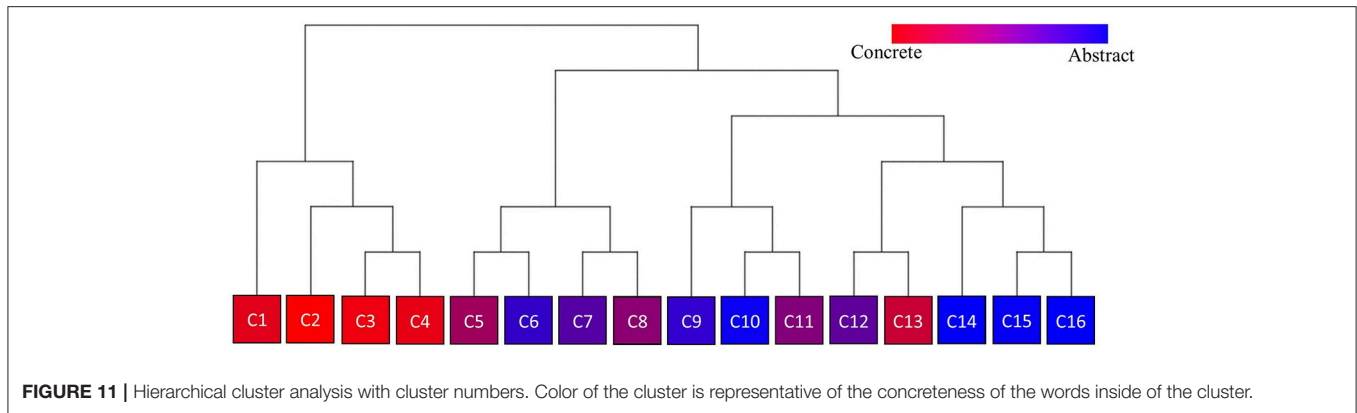 Concrete Abstract
C1 C2 C3 C4 C5 C6 C7 C8 C9 C10 C11 C12 C13 C14 C15 C16
FIGURE 11 | Hierarchical cluster analysis with cluster numbers. Color of the cluster is representative of the concreteness of the words inside of the cluster.